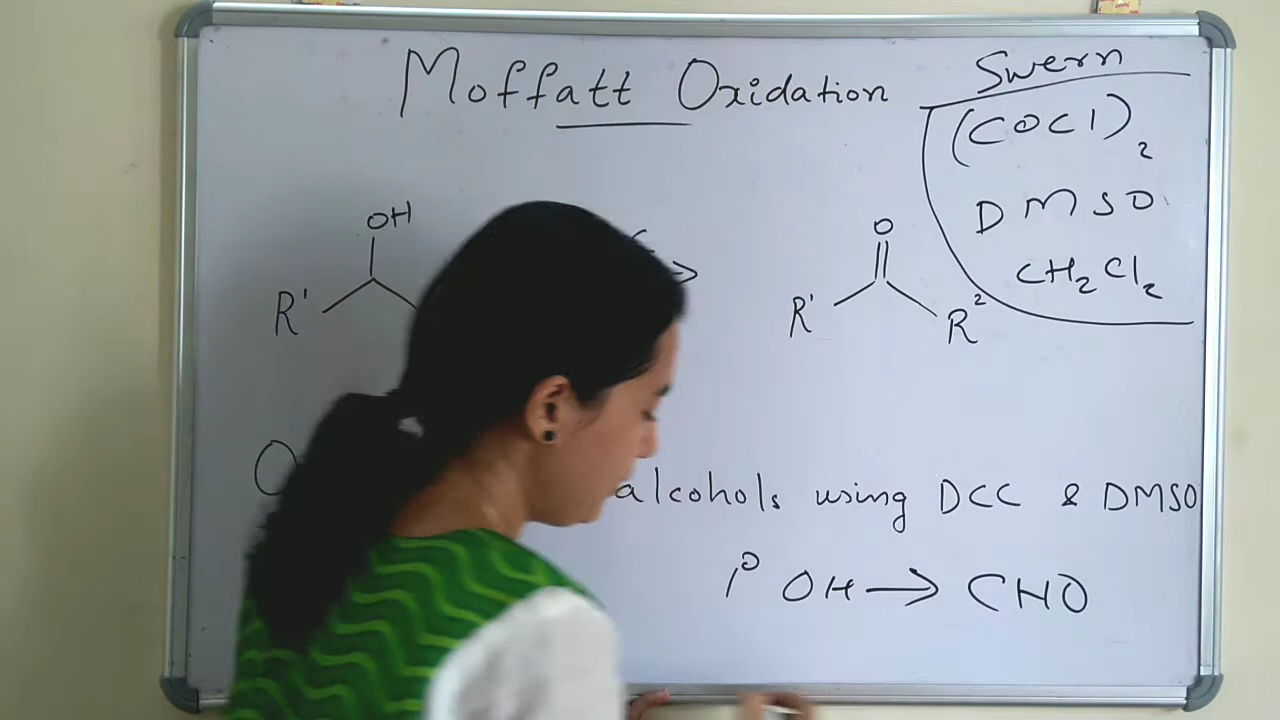 Moffatt Oxidation
Swern
(COCl)2
DMSO
CH2Cl2
OH
R'
O
R'
R2
alcohols using DCC & DMSO
1° OH → CHO